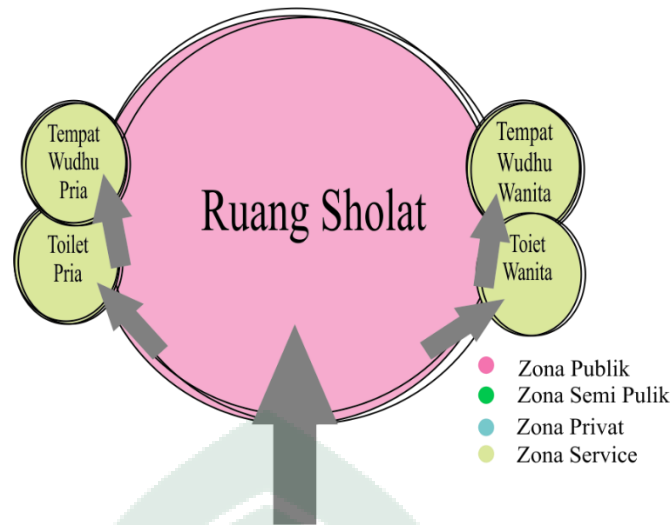 Tempat
Wudhu
Pria
Toilet
Pria
Ruang Sholat
Tempat
Wudhu
Wanita
Toiet
Wanita
Zona Publik
Zona Semi Pulik
Zona Privat
Zona Service